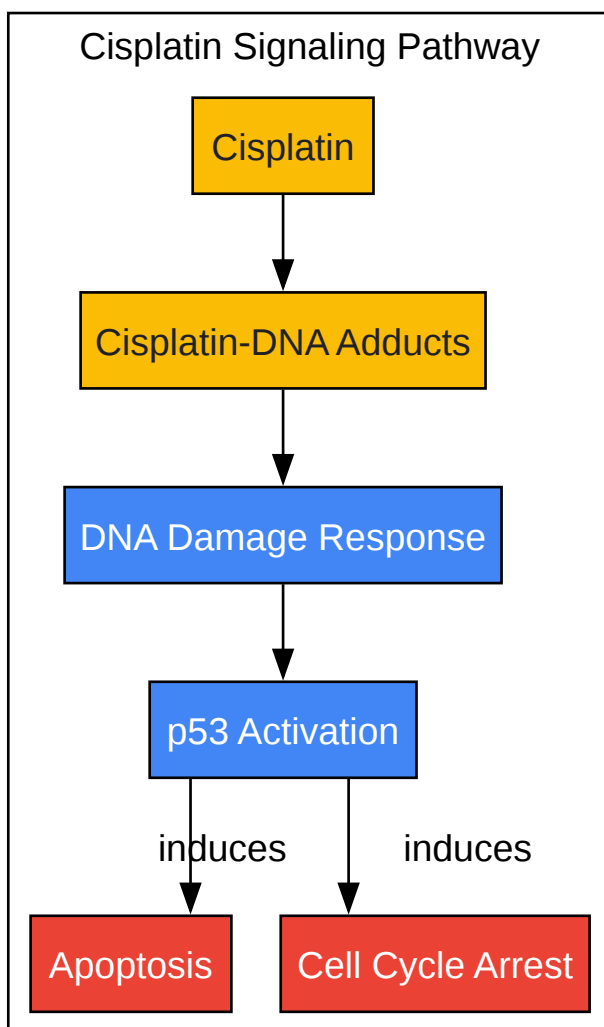 Cisplatin Signaling Pathway
Cisplatin
Cisplatin-DNA Adducts
DNA Damage Response
p53 Activation
induces
induces
Apoptosis
Cell Cycle Arrest